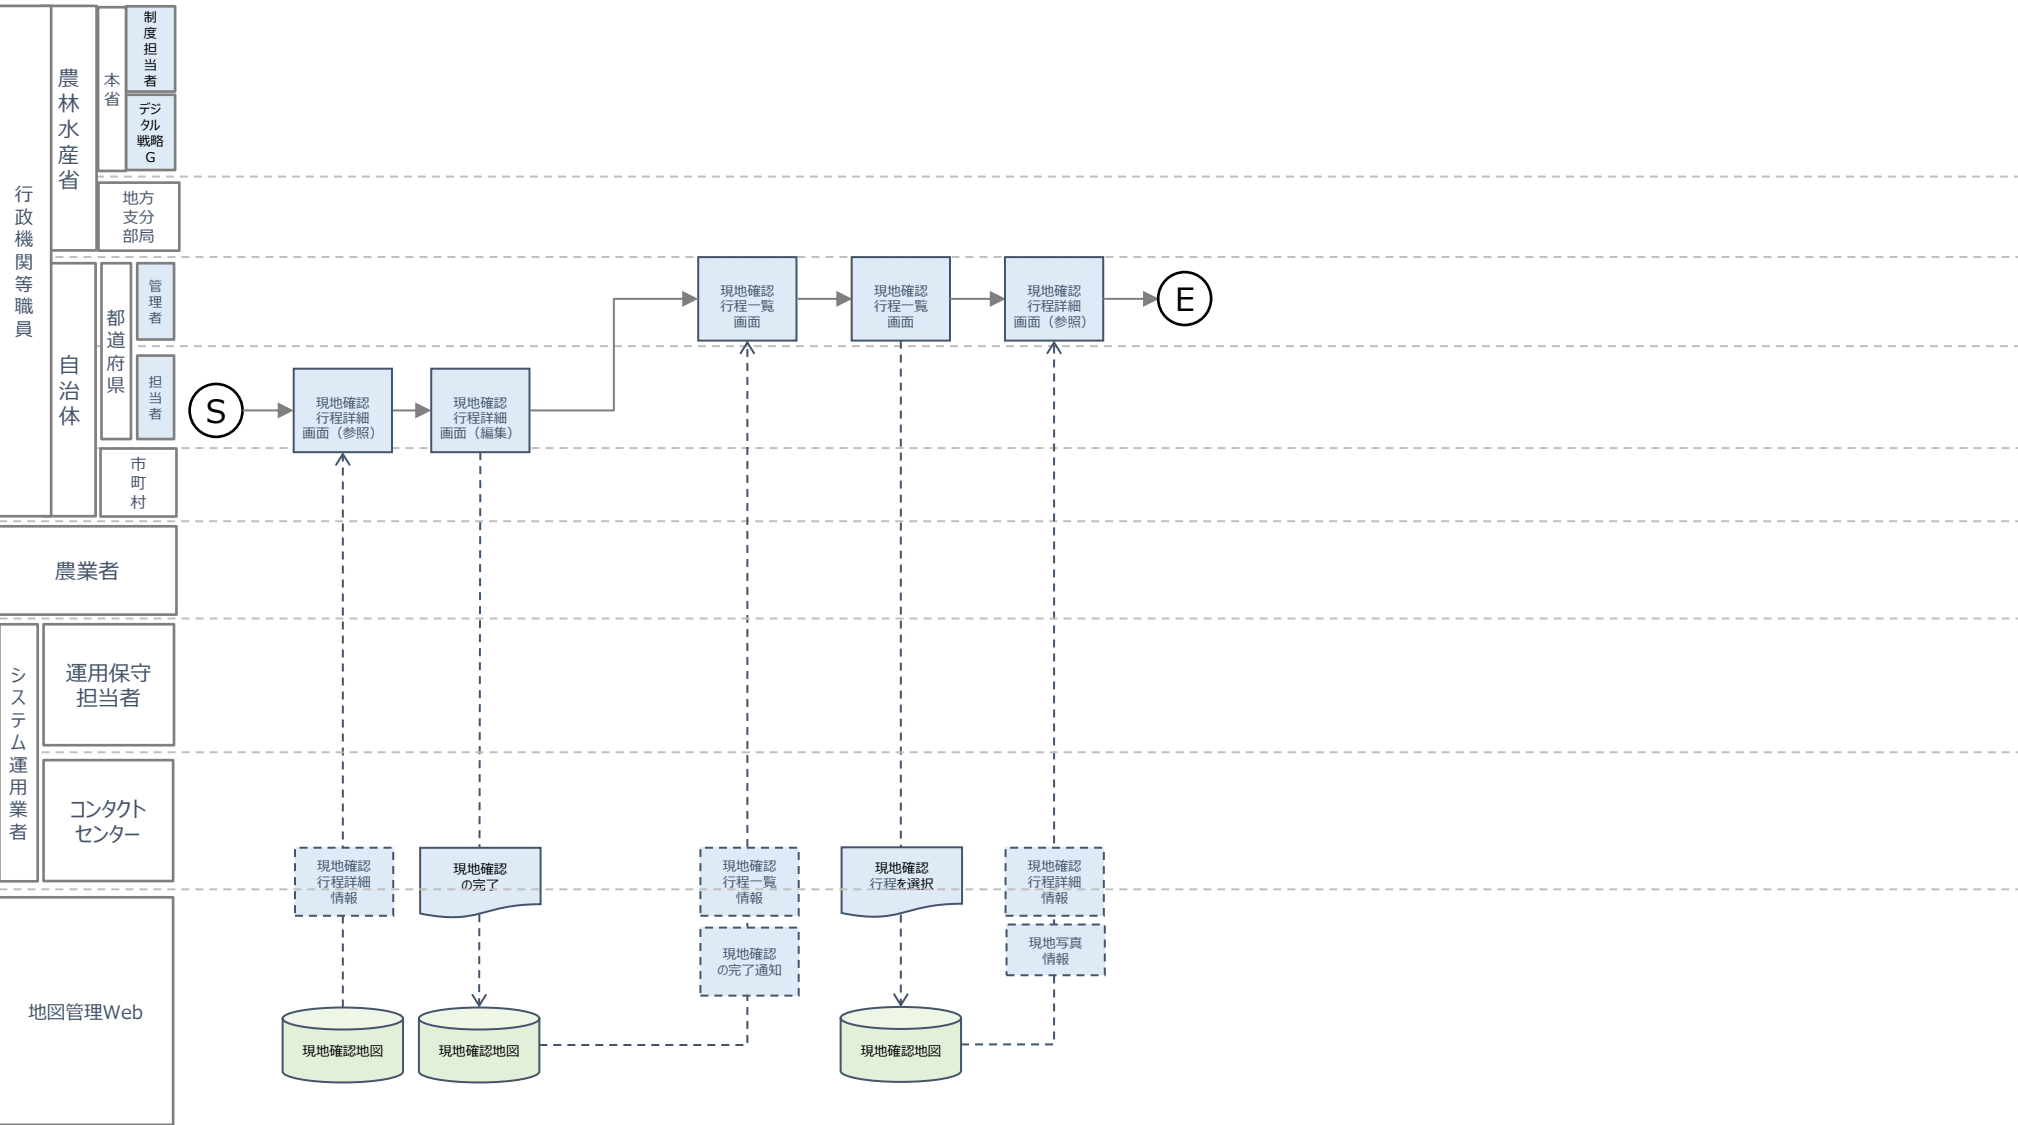 制
度
担
当
者
デジ
タル
戦略
G
本
省
農
林
水
産
省
地方
支分
部局
行
政
機
関
等
職
員
自
治
体
都
道
府
県
管
理
者
担
当
者
市
町
村
農業者
シ
ス
テ
ム
運
用
業
者
運用保守
担当者
コンタクト
センター
地図管理Web
S
現地確認
行程詳細
画面（参照）
現地確認
行程詳細
画面（編集）
現地確認
行程一覧
画面
現地確認
行程一覧
画面
現地確認
行程詳細
画面（参照）
E
現地確認
行程詳細
情報
現地確認
の完了
現地確認
行程一覧
情報
現地確認
の完了通知
現地確認
行程を選択
現地確認
行程詳細
情報
現地写真
情報
現地確認地図
現地確認地図
現地確認地図